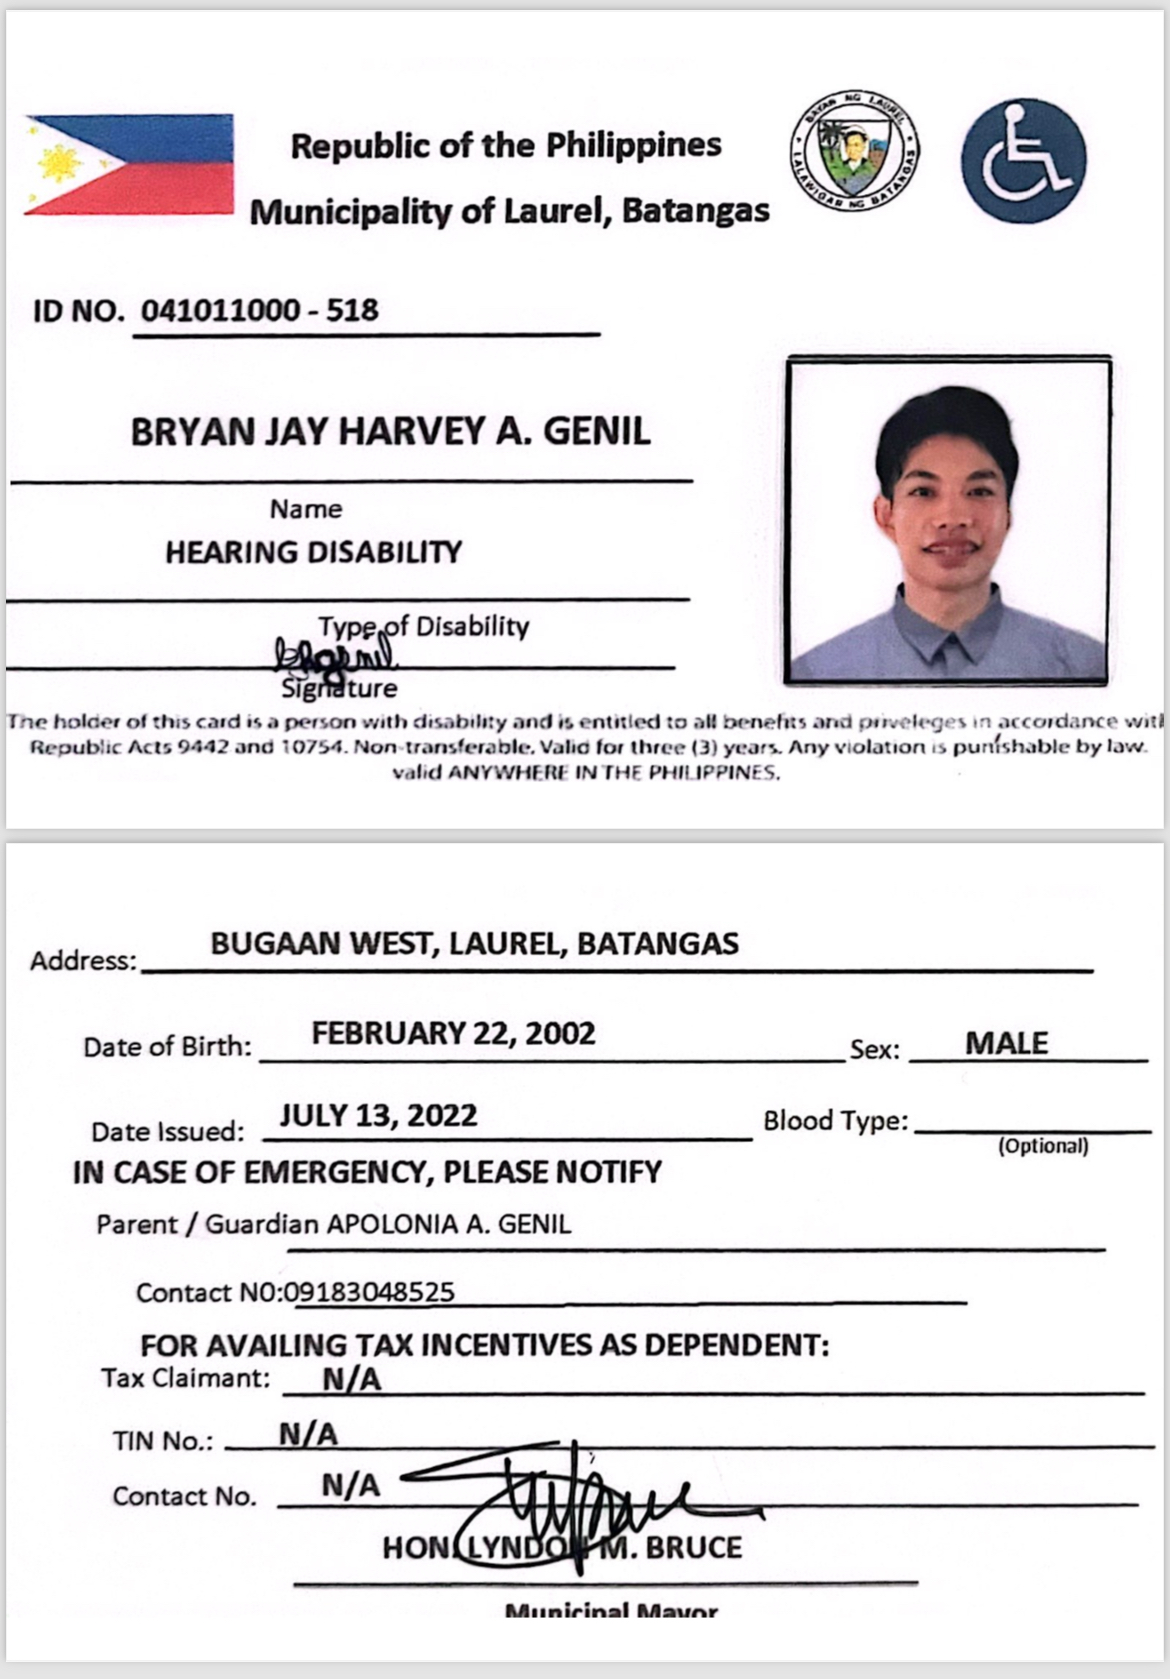 Republic of the Philippines
Municipality of Laurel, Batangas
BAYAN NG LAUREL
LALAWIGAN NG BATANGAS
ID NO. 041011000 - 518
BRYAN JAY HARVEY A. GENIL
Name
HEARING DISABILITY
Type of Disability
bhgenil
Signature
The holder of this card is a person with disability and is entitled to all benefits and priveleges in accordance with
Republic Acts 9442 and 10754. Non-transferable. Valid for three (3) years. Any violation is punishable by law.
valid ANYWHERE IN THE PHILIPPINES.
Address: BUGAAN WEST, LAUREL, BATANGAS
Date of Birth: FEBRUARY 22, 2002 Sex: MALE
Date Issued: JULY 13, 2022 Blood Type:
(Optional)
IN CASE OF EMERGENCY, PLEASE NOTIFY
Parent / Guardian APOLONIA A. GENIL
Contact N0:09183048525
FOR AVAILING TAX INCENTIVES AS DEPENDENT:
Tax Claimant: N/A
TIN No.: N/A
Contact No. N/A
HON. LYNDON M. BRUCE
Municipal Mayor